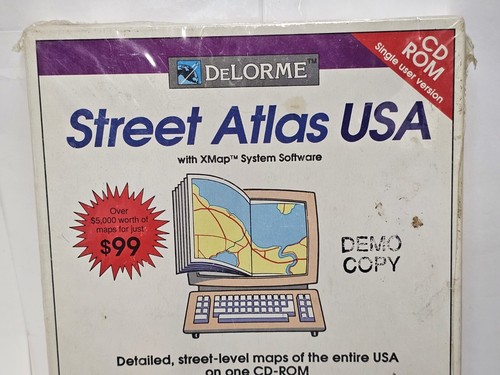 DELORME™
CD
ROM
Single user version
Street Atlas USA
with XMap™ System Software
Over
$5,000 worth of
maps for just
$99
DEMO
COPY
Detailed, street-level maps of the entire USA
on one CD-ROM